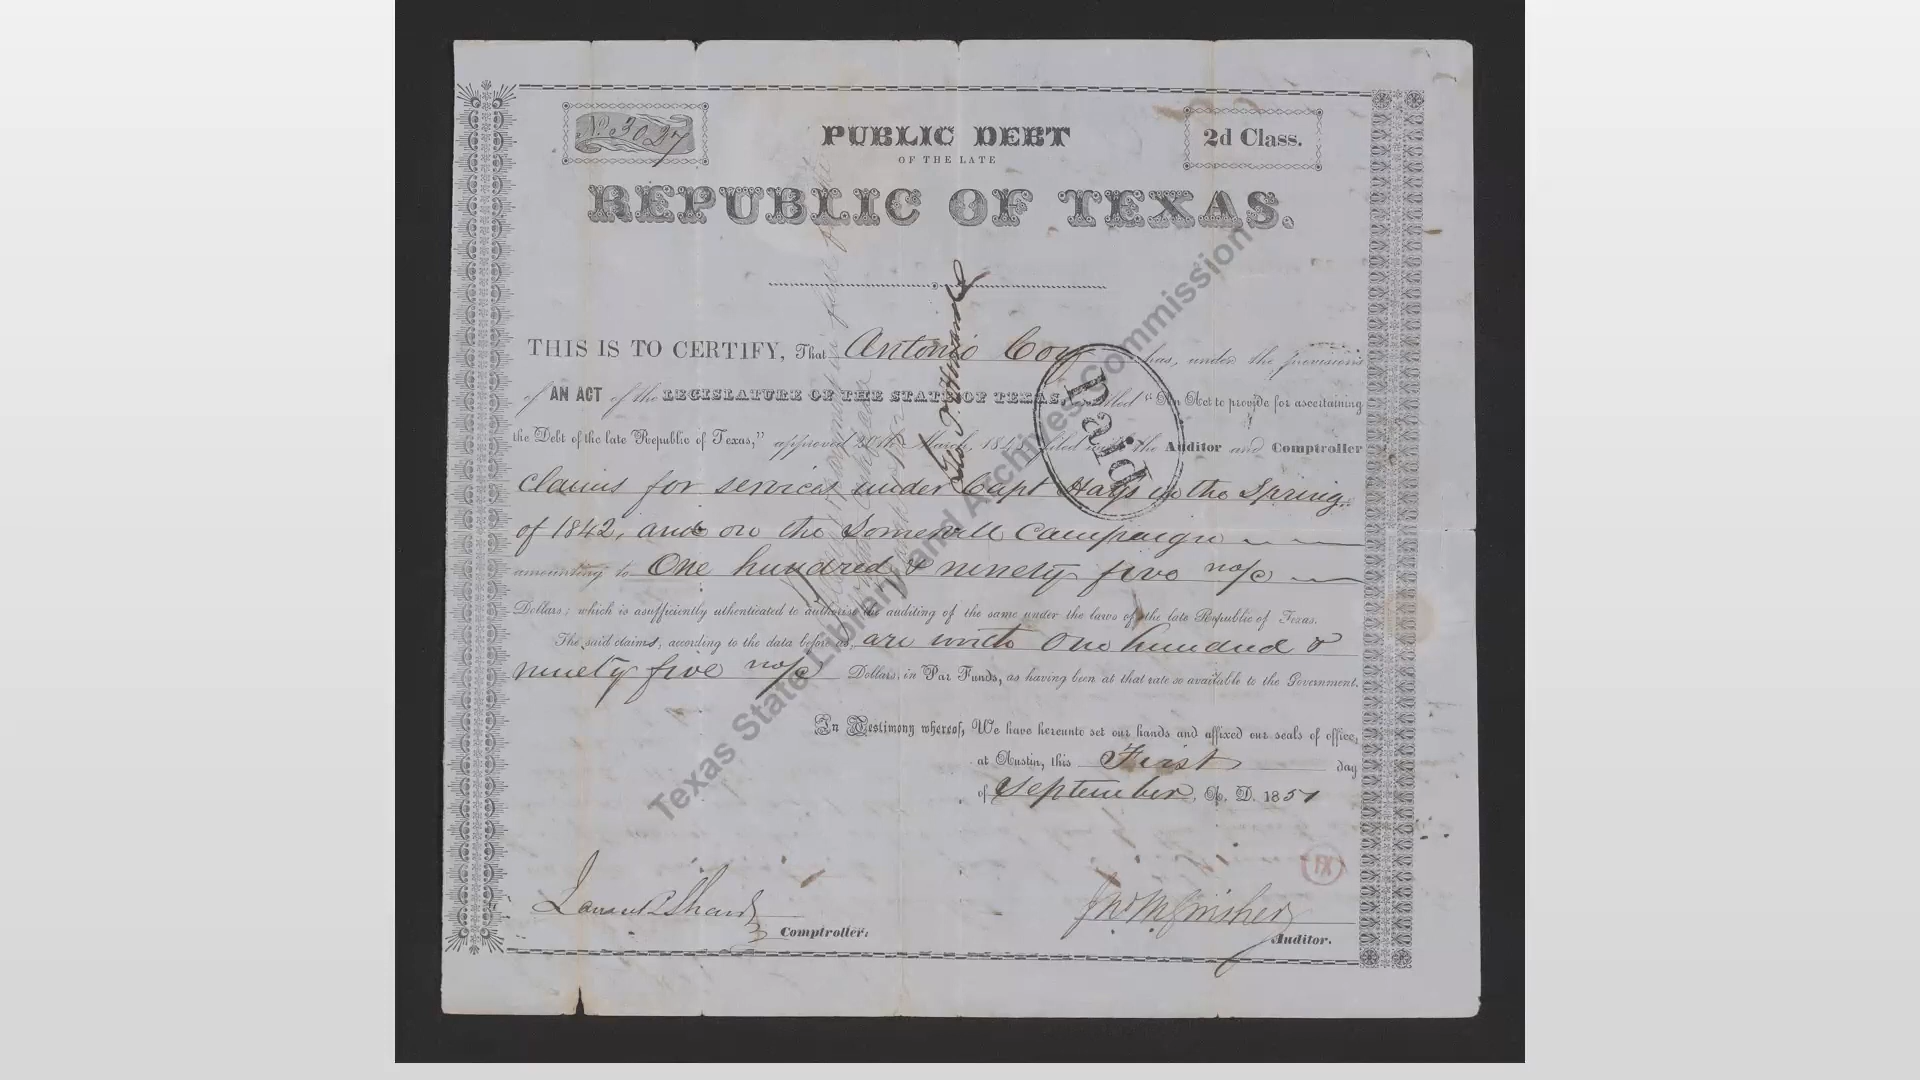 No. 3027
PUBLIC DEBT
OF THE LATE
2d Class.
REPUBLIC OF TEXAS.
THIS IS TO CERTIFY, That Antonio Coy has, under the provisions
of AN ACT of the LEGISLATURE OF THE STATE OF TEXAS, "An Act to provide for ascertaining
the Debt of the late Republic of Texas," approved 20th March, 184 filed with the Auditor and Comptroller
claims for services under Capt Hays in the Spring
of 1842, and on the Somervell Campaign
amounting to One hundred & ninety five no/c
Dollars; which is asufficiently uthenticated to authorise the auditing of the same under the laws of the late Republic of Texas.
The said claims, according to the data before us, are worth One hundred &
ninety five no/c Dollars, in Par Funds, as having been at that rate so available to the Government.
In Testimony whereof, We have hereunto set our hands and affixed our seals of office,
at Austin, this First day
of September, A. D. 1851
Comptroller.
Auditor.
Paid
Texas State Library and Archives Commission